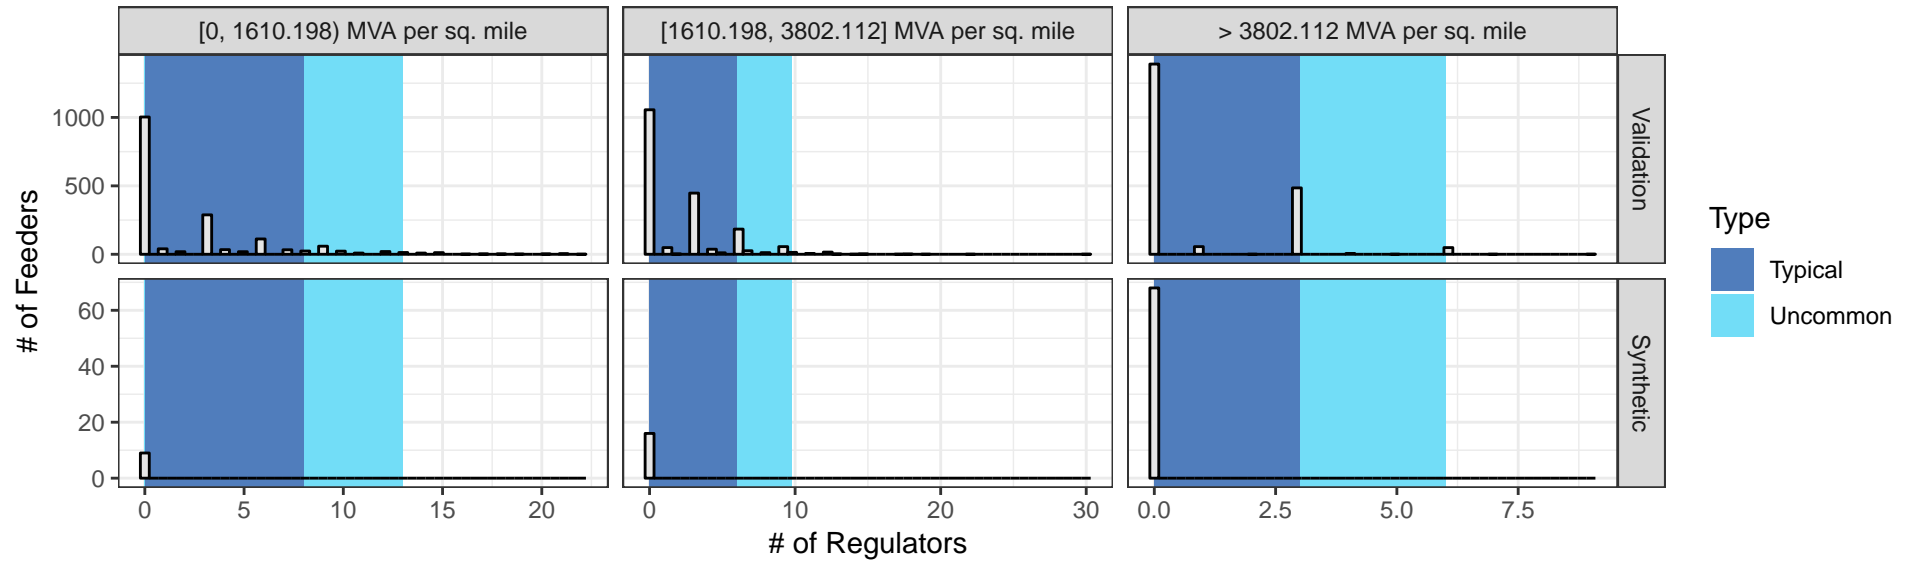 [0, 1610.198) MVA per sq. mile
[1610.198, 3802.112] MVA per sq. mile
> 3802.112 MVA per sq. mile
# of Feeders
1000
500
0
Validation
60
40
20
0
Synthetic
0 5 10 15 20
0 10 20 30
0.0 2.5 5.0 7.5
# of Regulators
Type
Typical
Uncommon